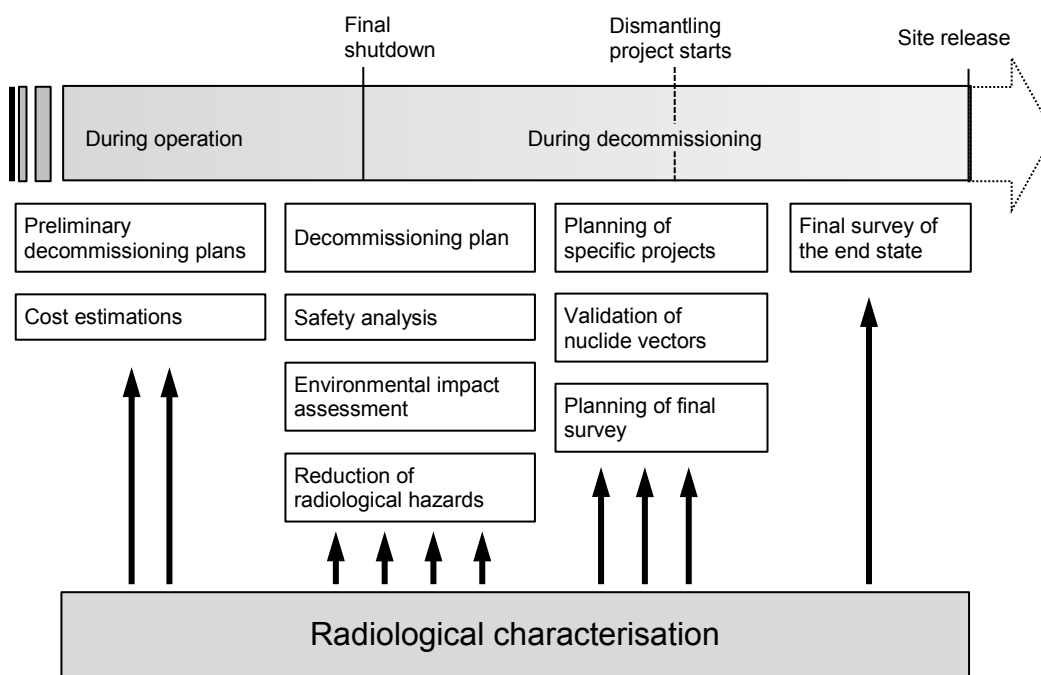 Final
shutdown
Dismantling
project starts
Site release
During operation
During decommissioning
Preliminary
decommissioning plans
Cost estimations
Decommissioning plan
Safety analysis
Environmental impact
assessment
Reduction of
radiological hazards
Planning of
specific projects
Validation of
nuclide vectors
Planning of final
survey
Final survey of
the end state
Radiological characterisation